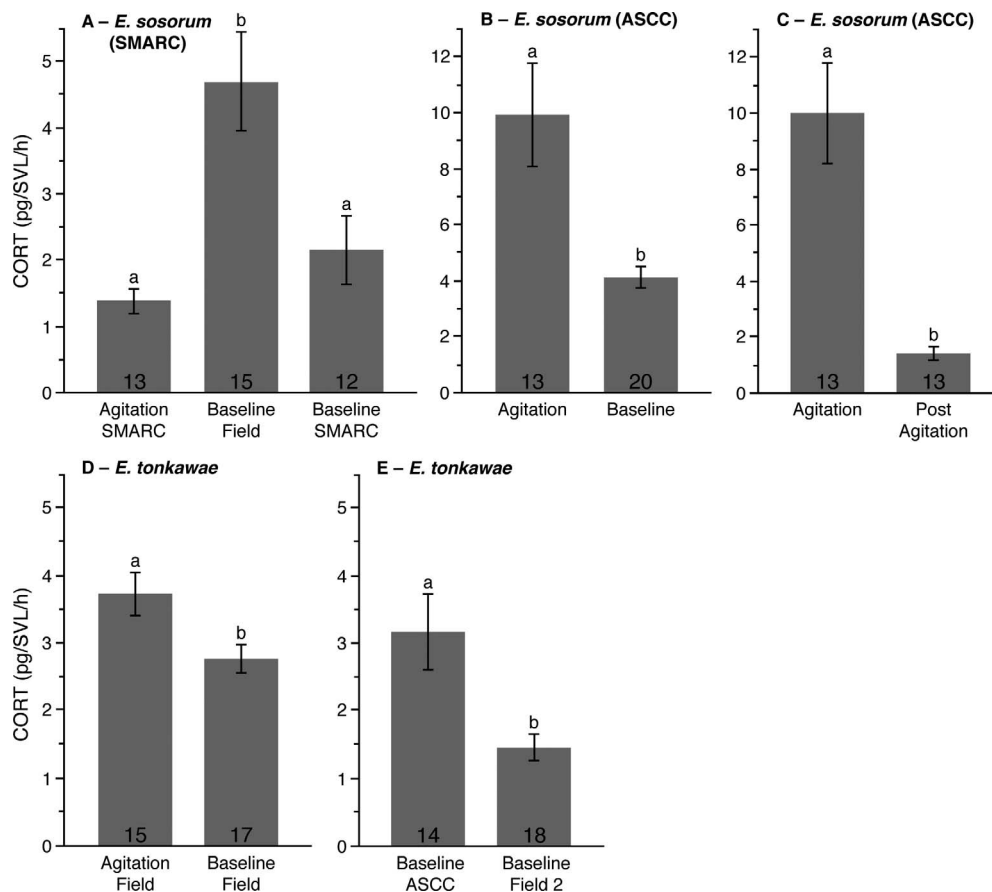 A – E. sosorum
(SMARC)
CORT (pg/SVL/h)
5
4
3
2
1
0
b
a
a
13
15
12
Agitation
SMARC
Baseline
Field
Baseline
SMARC
B – E. sosorum (ASCC)
12
10
8
6
4
2
0
a
b
13
20
Agitation
Baseline
C – E. sosorum (ASCC)
12
10
8
6
4
2
0
a
b
13
13
Agitation
Post
Agitation
D – E. tonkawae
CORT (pg/SVL/h)
5
4
3
2
1
0
a
b
15
17
Agitation
Field
Baseline
Field
E – E. tonkawae
5
4
3
2
1
0
a
b
14
18
Baseline
ASCC
Baseline
Field 2